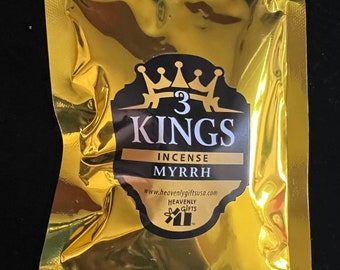 3
KINGS
INCENSE
MYRRH
www.heavenlygiftsusa.com
HEAVENLY
GIFTS